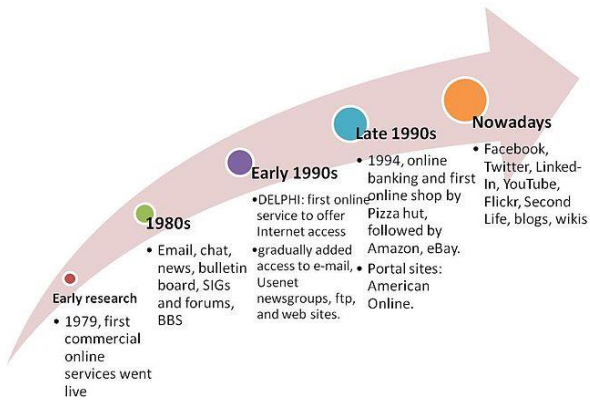 Early research
• 1979, first
commercial
online
services went
live
1980s
• Email, chat,
news, bulletin
board, SIGs
and forums,
BBS
Early 1990s
•DELPHI: first online
service to offer
Internet access
•gradually added
access to e-mail,
Usenet
newsgroups, ftp,
and web sites.
Late 1990s
• 1994, online
banking and first
online shop by
Pizza hut,
followed by
Amazon, eBay.
• Portal sites:
American
Online.
Nowadays
• Facebook,
Twitter, Linked-
In, YouTube,
Flickr, Second
Life, blogs, wikis